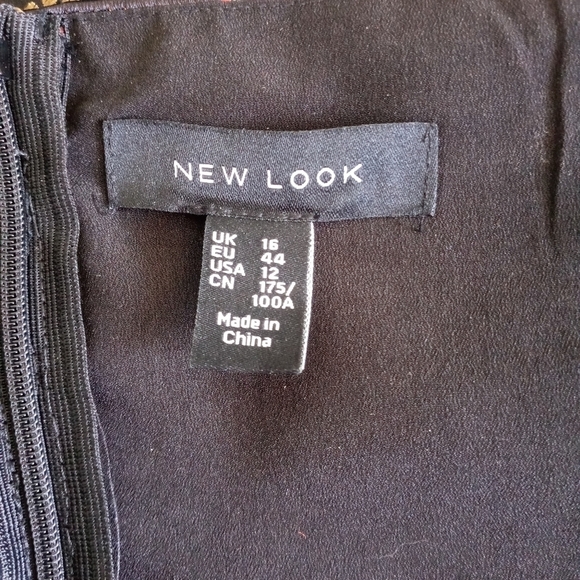 NEW LOOK
UK 16
EU 44
USA 12
CN 175/
100A
Made in
China